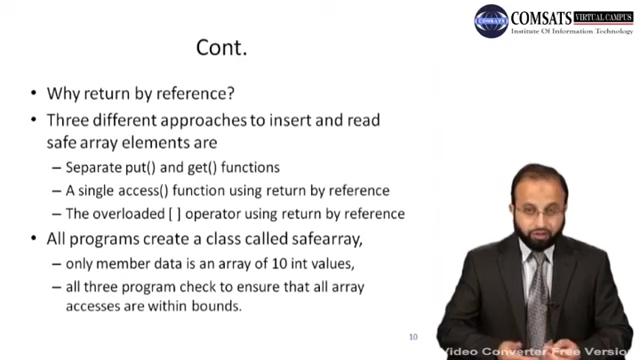 COMSATS VIRTUAL CAMPUS
Institute Of Information Technology
COMSATS
Cont.
• Why return by reference?
• Three different approaches to insert and read
safe array elements are
– Separate put() and get() functions
– A single access() function using return by reference
– The overloaded [ ] operator using return by reference
• All programs create a class called safearray,
– only member data is an array of 10 int values,
– all three program check to ensure that all array
accesses are within bounds.
10
Video Converter Free Version